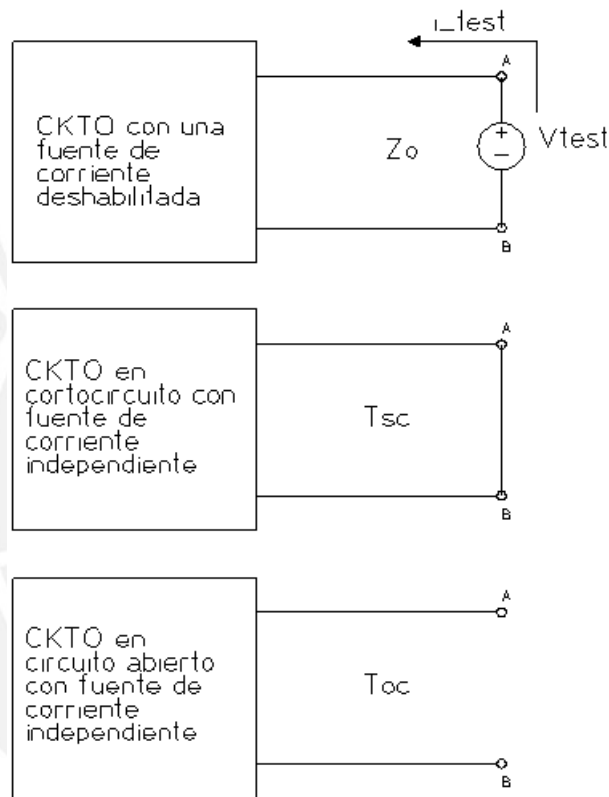 i_test
A
CKTO con una
fuente de
corriente
deshabilitada
Zo
+
-
Vtest
B
A
CKTO en
cortocircuito con
fuente de
corriente
independiente
Tsc
B
A
CKTO en
circuito abierto
con fuente de
corriente
independiente
Toc
B